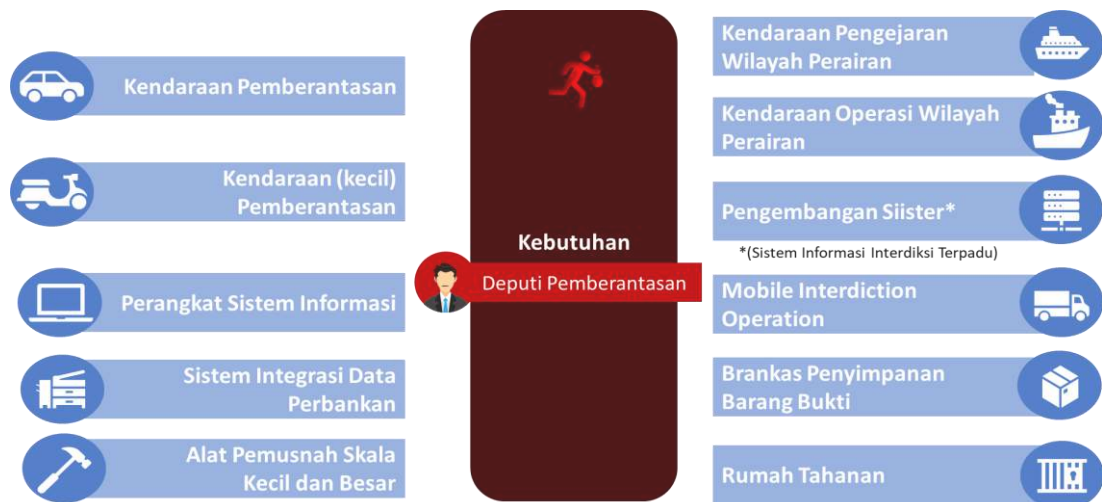 Kendaraan Pemberantasan
Kendaraan (kecil)
Pemberantasan
Perangkat Sistem Informasi
Sistem Integrasi Data
Perbankan
Alat Pemusnah Skala
Kecil dan Besar
Kebutuhan
Deputi Pemberantasan
Kendaraan Pengejaran
Wilayah Perairan
Kendaraan Operasi Wilayah
Perairan
Pengembangan Siister*
*(Sistem Informasi Interdiksi Terpadu)
Mobile Interdiction
Operation
Brankas Penyimpanan
Barang Bukti
Rumah Tahanan